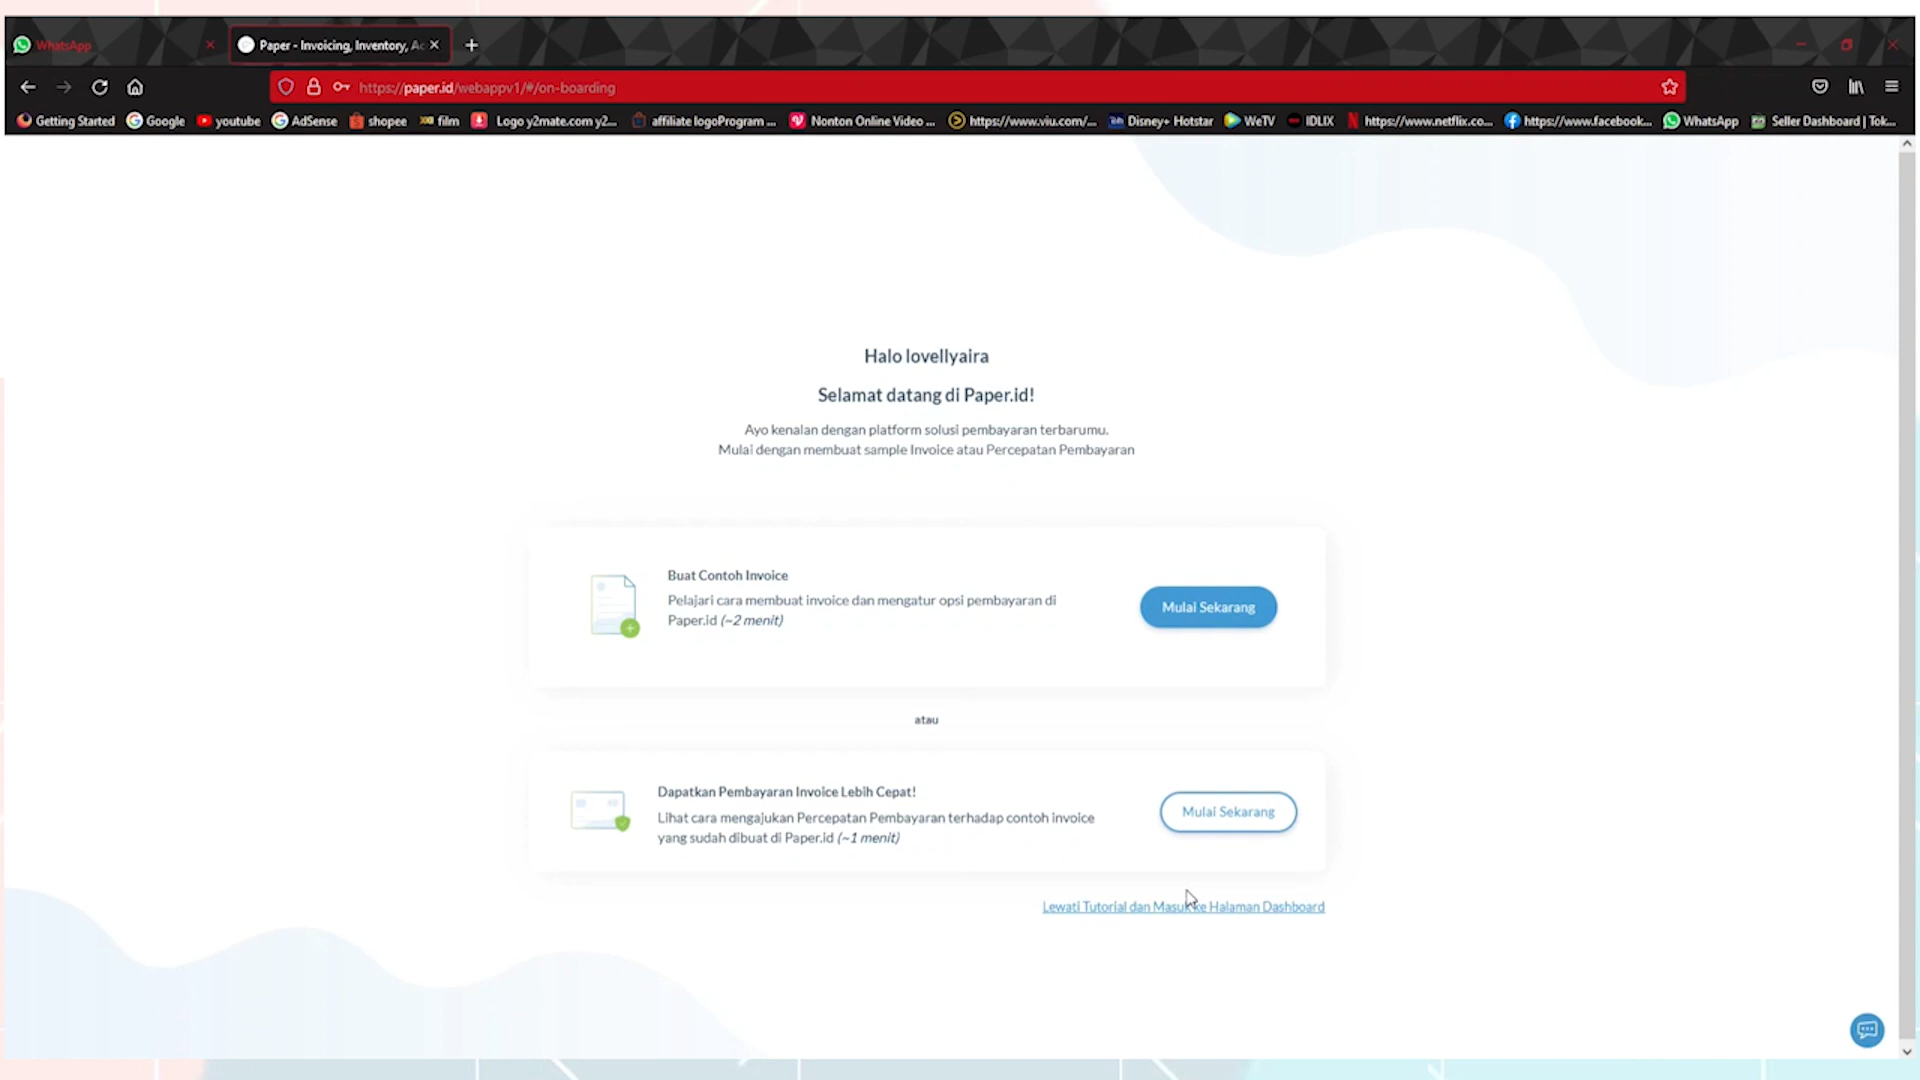 WhatsApp
Paper - Invoicing, Inventory, Ac
https://paper.id/webappv1/#/on-boarding
Getting Started Google youtube AdSense shopee film Logo y2mate.com y2... affiliate logoProgram ... Nonton Online Video ... https://www.viu.com/... Disney+ Hotstar WeTV IDLIX https://www.netflix.co... https://www.facebook... WhatsApp Seller Dashboard | Tok...
Halo lovellyaira
Selamat datang di Paper.id!
Ayo kenalan dengan platform solusi pembayaran terbarumu.
Mulai dengan membuat sample Invoice atau Percepatan Pembayaran
Buat Contoh Invoice
Pelajari cara membuat invoice dan mengatur opsi pembayaran di
Paper.id (~2 menit)
Mulai Sekarang
atau
Dapatkan Pembayaran Invoice Lebih Cepat!
Lihat cara mengajukan Percepatan Pembayaran terhadap contoh invoice
yang sudah dibuat di Paper.id (~1 menit)
Mulai Sekarang
Lewati Tutorial dan Masuk ke Halaman Dashboard